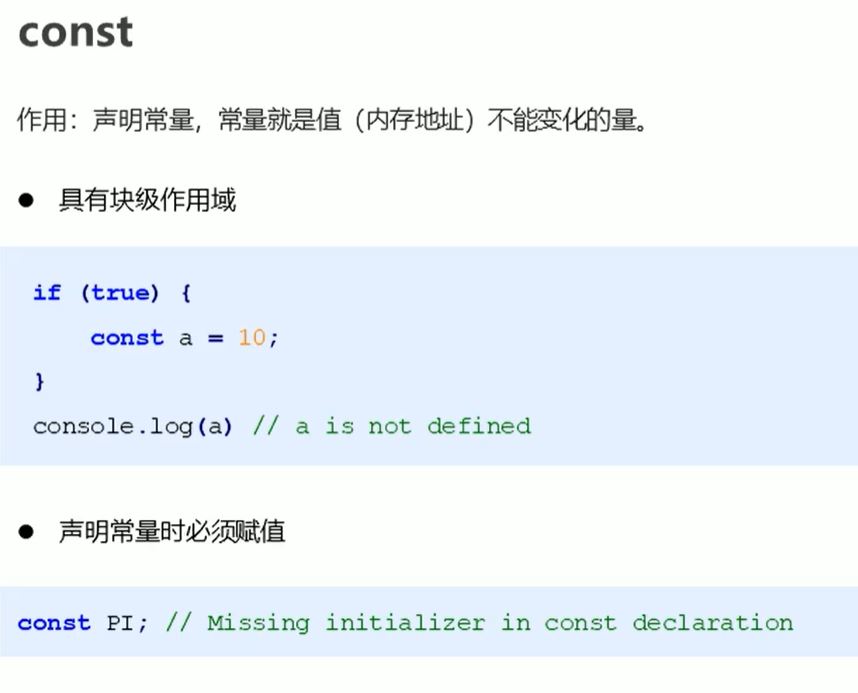 const
作用：声明常量，常量就是值（内存地址）不能变化的量。
● 具有块级作用域
if (true) {
    const a = 10;
}
console.log(a) // a is not defined
● 声明常量时必须赋值
const PI; // Missing initializer in const declaration